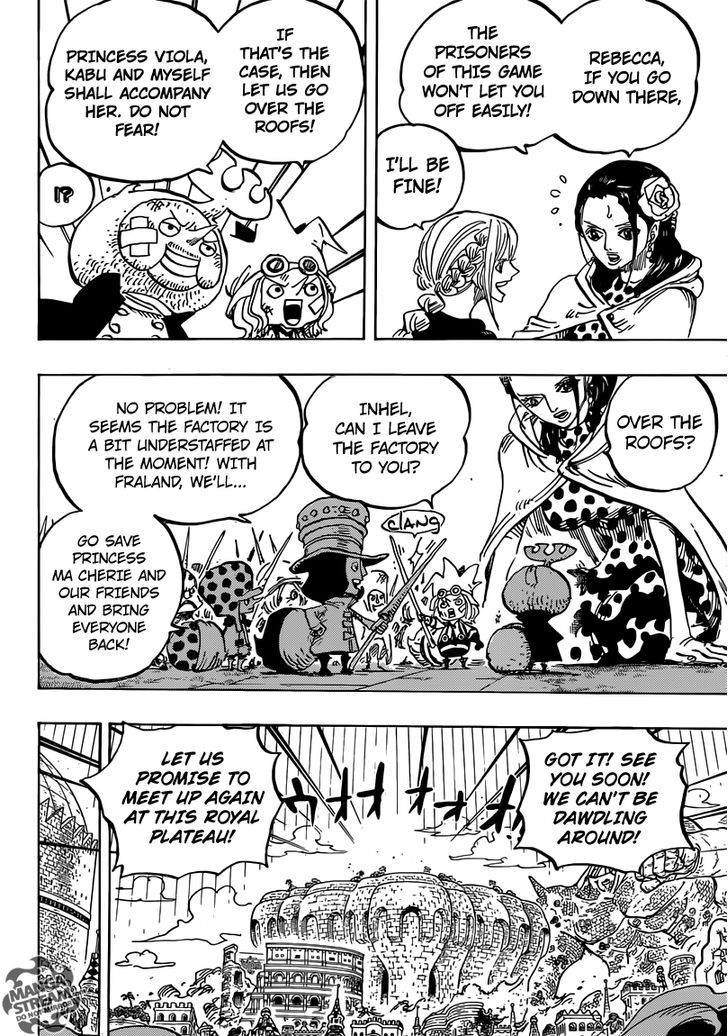 REBECCA,
IF YOU GO
DOWN THERE,
THE
PRISONERS
OF THIS GAME
WON'T LET YOU
OFF EASILY!
I'LL BE
FINE!
IF
THAT'S THE
CASE, THEN
LET US GO
OVER THE
ROOFS!
PRINCESS VIOLA,
KABU AND MYSELF
SHALL ACCOMPANY
HER. DO NOT
FEAR!
!?
OVER THE
ROOFS?
INHEL,
CAN I LEAVE
THE FACTORY
TO YOU?
CLANG
NO PROBLEM! IT
SEEMS THE FACTORY IS
A BIT UNDERSTAFFED AT
THE MOMENT! WITH
FRALAND, WE'LL...
GO SAVE
PRINCESS
MA CHERIE AND
OUR FRIENDS
AND BRING
EVERYONE
BACK!
GOT IT! SEE
YOU SOON!
WE CAN'T BE
DAWDLING
AROUND!
LET US
PROMISE TO
MEET UP AGAIN
AT THIS ROYAL
PLATEAU!
ウオオオ
MANGA
STREAM